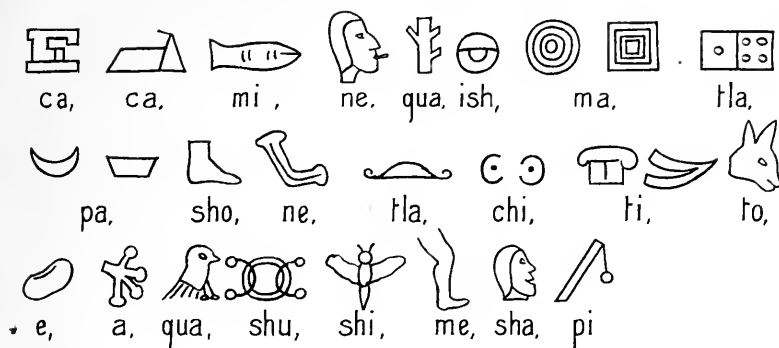 ca, ca, mi, ne, qua, ish, ma, tla,
pa, sho, ne, tla, chi, ti, to,
e, a, qua, shu, shi, me, sha, pi